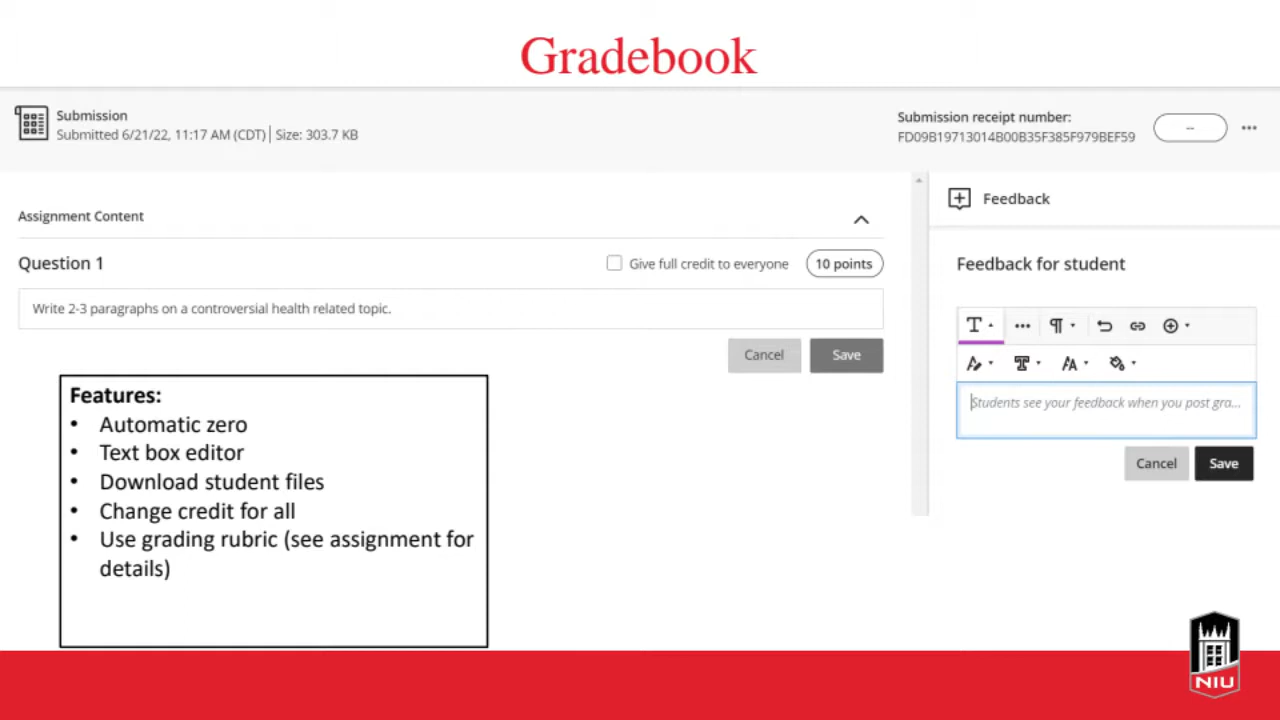 Gradebook
Submission
Submitted 6/21/22, 11:17 AM (CDT) | Size: 303.7 KB
Submission receipt number:
FD09B19713014B00B35F385F979BEF59
--
Assignment Content
Question 1
Give full credit to everyone
10 points
Write 2-3 paragraphs on a controversial health related topic.
Cancel
Save
Feedback
Feedback for student
Students see your feedback when you post gra...
Cancel
Save
Features:
• Automatic zero
• Text box editor
• Download student files
• Change credit for all
• Use grading rubric (see assignment for
details)
NIU